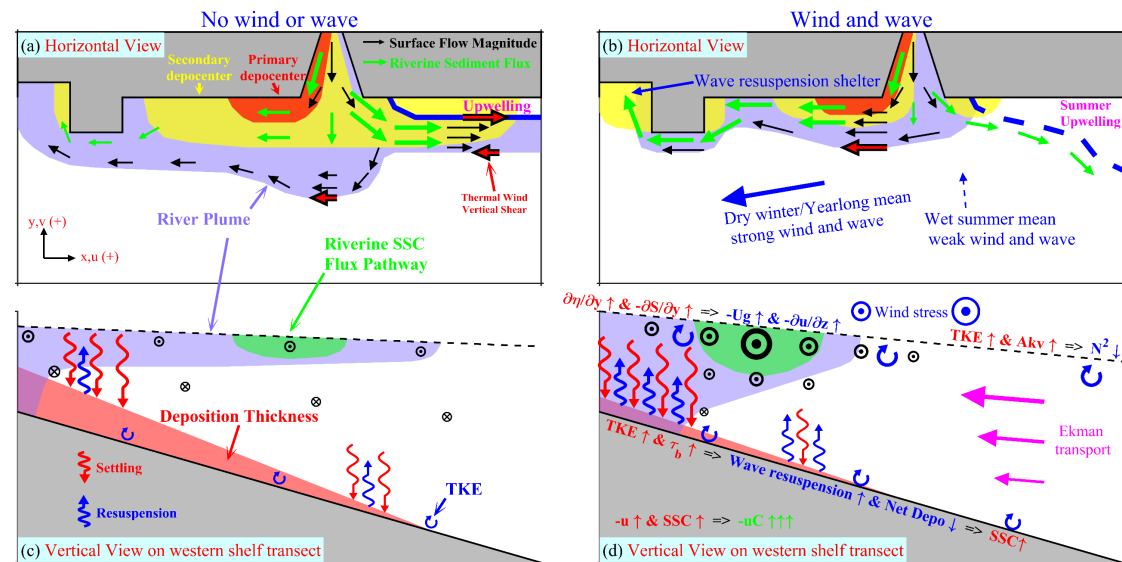 No wind or wave
Wind and wave
(a) Horizontal View
Secondary
depocenter
Primary
depocenter
Surface Flow Magnitude
Riverine Sediment Flux
Upwelling
Thermal Wind
Vertical Shear
River Plume
y,v (+)
x,u (+)
Riverine SSC
Flux Pathway
(b) Horizontal View
Wave resuspension shelter
Summer
Upwelling
Dry winter/Yearlong mean
strong wind and wave
Wet summer mean
weak wind and wave
Deposition Thickness
Settling
Resuspension
TKE
(c) Vertical View on western shelf transect
∂η/∂y ↑ & -∂S/∂y ↑ => -Ug ↑ & -∂u/∂z ↑
Wind stress
TKE ↑ & Akv ↑ => N² ↓
Ekman
transport
TKE ↑ & τ_b ↑ => Wave resuspension ↑ & Net Depo ↓ => SSC ↑
-u ↑ & SSC ↑ => -uC ↑↑↑
(d) Vertical View on western shelf transect